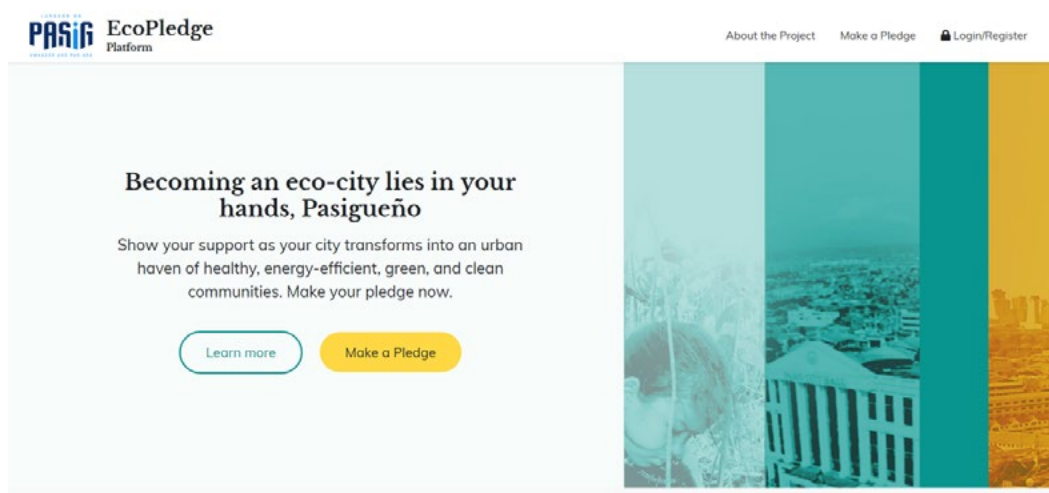 PASiG
EcoPledge
Platform
About the Project
Make a Pledge
Login/Register
Becoming an eco-city lies in your
hands, Pasigueño
Show your support as your city transforms into an urban
haven of healthy, energy-efficient, green, and clean
communities. Make your pledge now.
Learn more
Make a Pledge